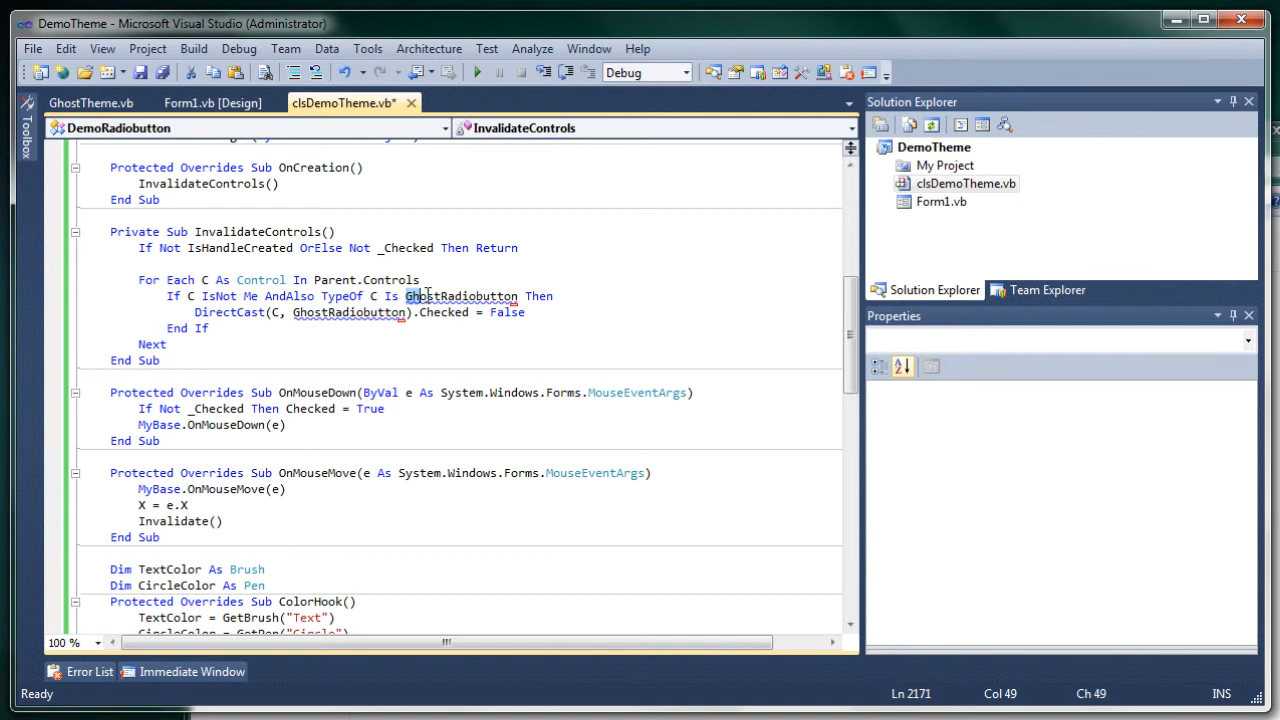 DemoTheme - Microsoft Visual Studio (Administrator)
File Edit View Project Build Debug Team Data Tools Architecture Test Analyze Window Help
Debug
GhostTheme.vb Form1.vb [Design] clsDemoTheme.vb*
DemoRadiobutton InvalidateControls
Toolbox
Protected Overrides Sub OnCreation()
InvalidateControls()
End Sub
Private Sub InvalidateControls()
If Not IsHandleCreated OrElse Not _Checked Then Return
For Each C As Control In Parent.Controls
If C IsNot Me AndAlso TypeOf C Is GhostRadiobutton Then
DirectCast(C, GhostRadiobutton).Checked = False
End If
Next
End Sub
Protected Overrides Sub OnMouseDown(ByVal e As System.Windows.Forms.MouseEventArgs)
If Not _Checked Then Checked = True
MyBase.OnMouseDown(e)
End Sub
Protected Overrides Sub OnMouseMove(e As System.Windows.Forms.MouseEventArgs)
MyBase.OnMouseMove(e)
X = e.X
Invalidate()
End Sub
Dim TextColor As Brush
Dim CircleColor As Pen
Protected Overrides Sub ColorHook()
TextColor = GetBrush("Text")
CircleColor = GetPen("Circle")
100 %
Solution Explorer
DemoTheme
My Project
clsDemoTheme.vb
Form1.vb
Solution Explorer Team Explorer
Properties
Error List Immediate Window
Ready Ln 2171 Col 49 Ch 49 INS